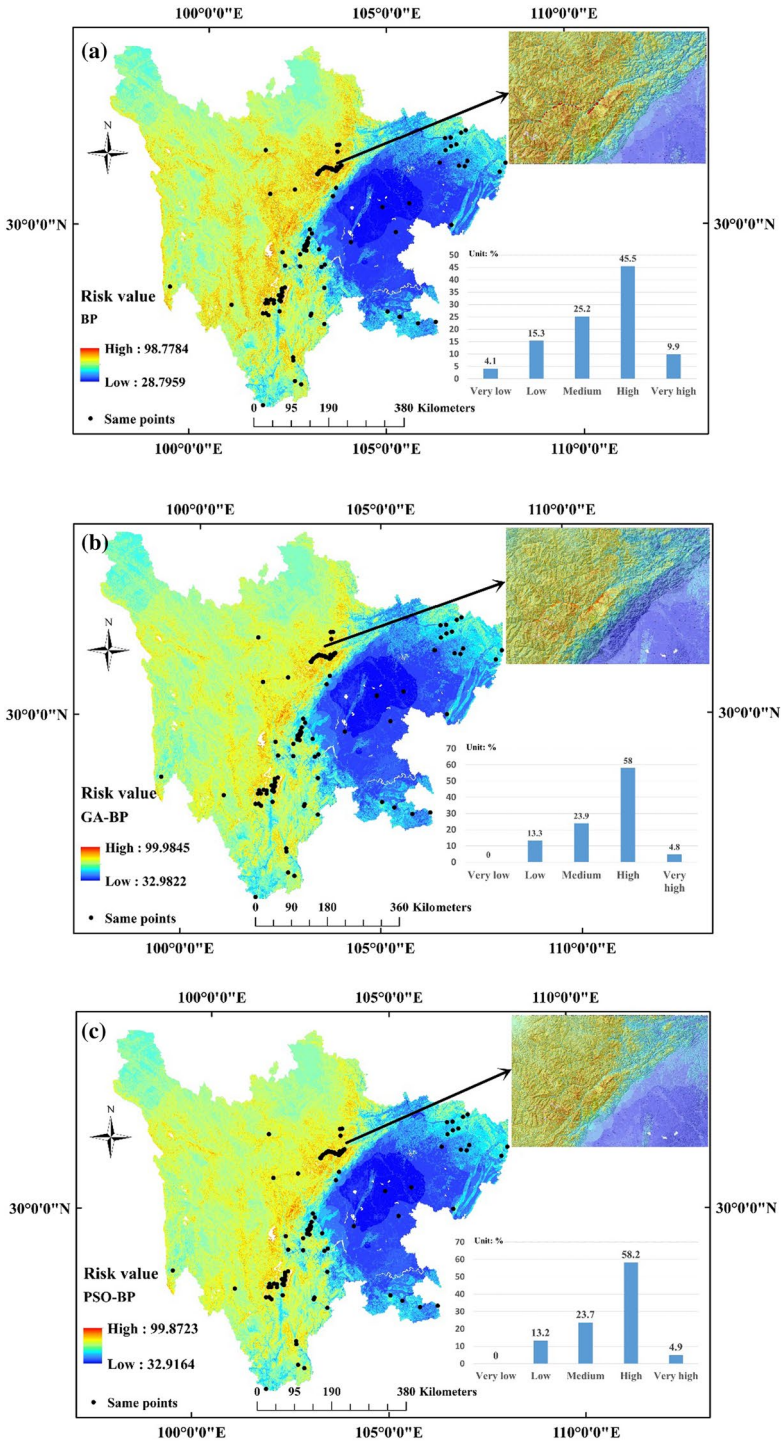 100°0'0"E 105°0'0"E 110°0'0"E
(a)
N
30°0'0"N 30°0'0"N
Unit: %
50
45
40
35
30
25
20
15
10
5
0
4.1 15.3 25.2 45.5 9.9
Very low Low Medium High Very high
Risk value
BP
High : 98.7784
Low : 28.7959
Same points
0 95 190 380 Kilometers
100°0'0"E 105°0'0"E 110°0'0"E
100°0'0"E 105°0'0"E 110°0'0"E
(b)
N
30°0'0"N 30°0'0"N
Unit: %
70
60
50
40
30
20
10
0
0 13.3 23.9 58 4.8
Very low Low Medium High Very high
Risk value
GA-BP
High : 99.9845
Low : 32.9822
Same points
0 90 180 360 Kilometers
100°0'0"E 105°0'0"E 110°0'0"E
100°0'0"E 105°0'0"E 110°0'0"E
(c)
N
30°0'0"N 30°0'0"N
Unit: %
70
60
50
40
30
20
10
0
0 13.2 23.7 58.2 4.9
Very low Low Medium High Very high
Risk value
PSO-BP
High : 99.8723
Low : 32.9164
Same points
0 95 190 380 Kilometers
100°0'0"E 105°0'0"E 110°0'0"E